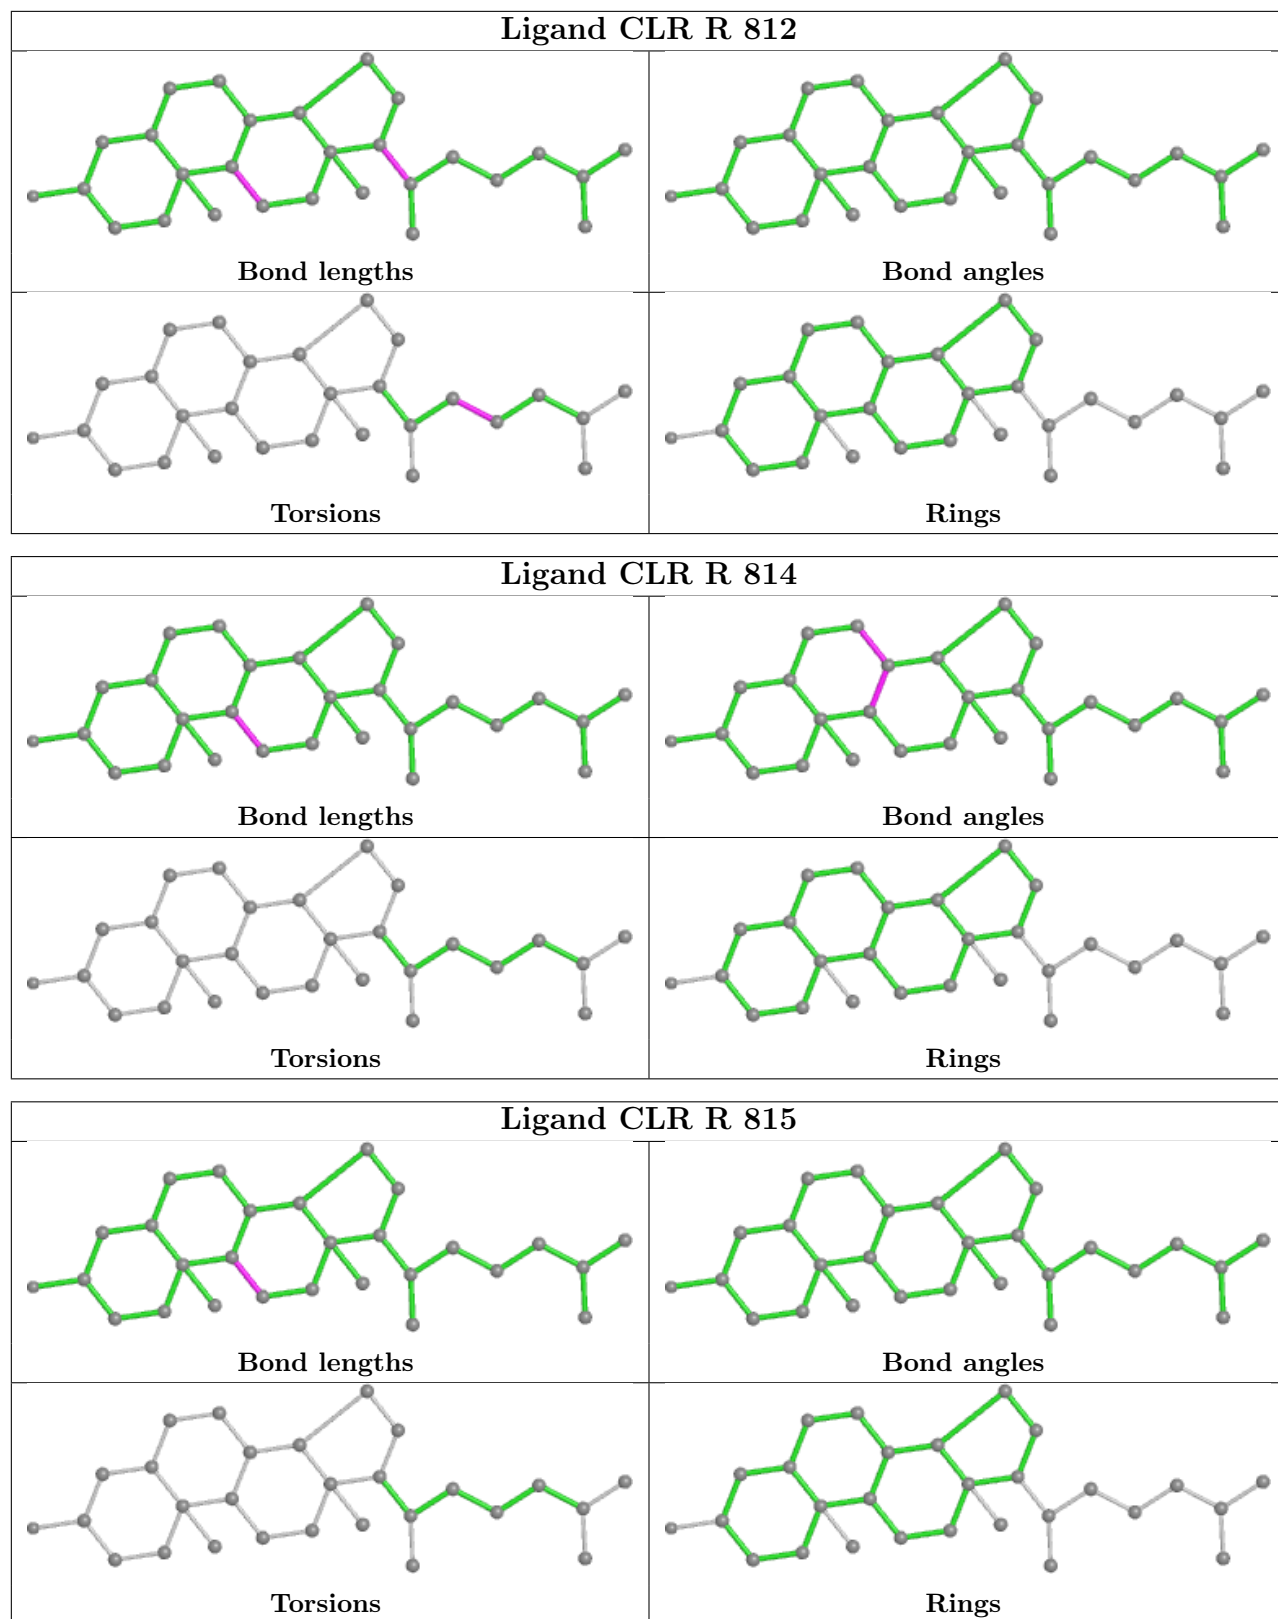 Ligand CLR R 812
Bond lengths
Bond angles
Torsions
Rings
Ligand CLR R 814
Bond lengths
Bond angles
Torsions
Rings
Ligand CLR R 815
Bond lengths
Bond angles
Torsions
Rings